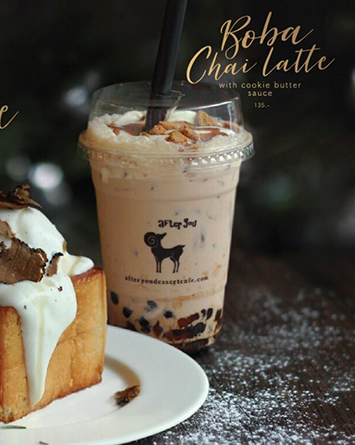 Boba
Chai latte
with cookie butter
sauce
135.-
e
after you
afteryoudessertcafe.com